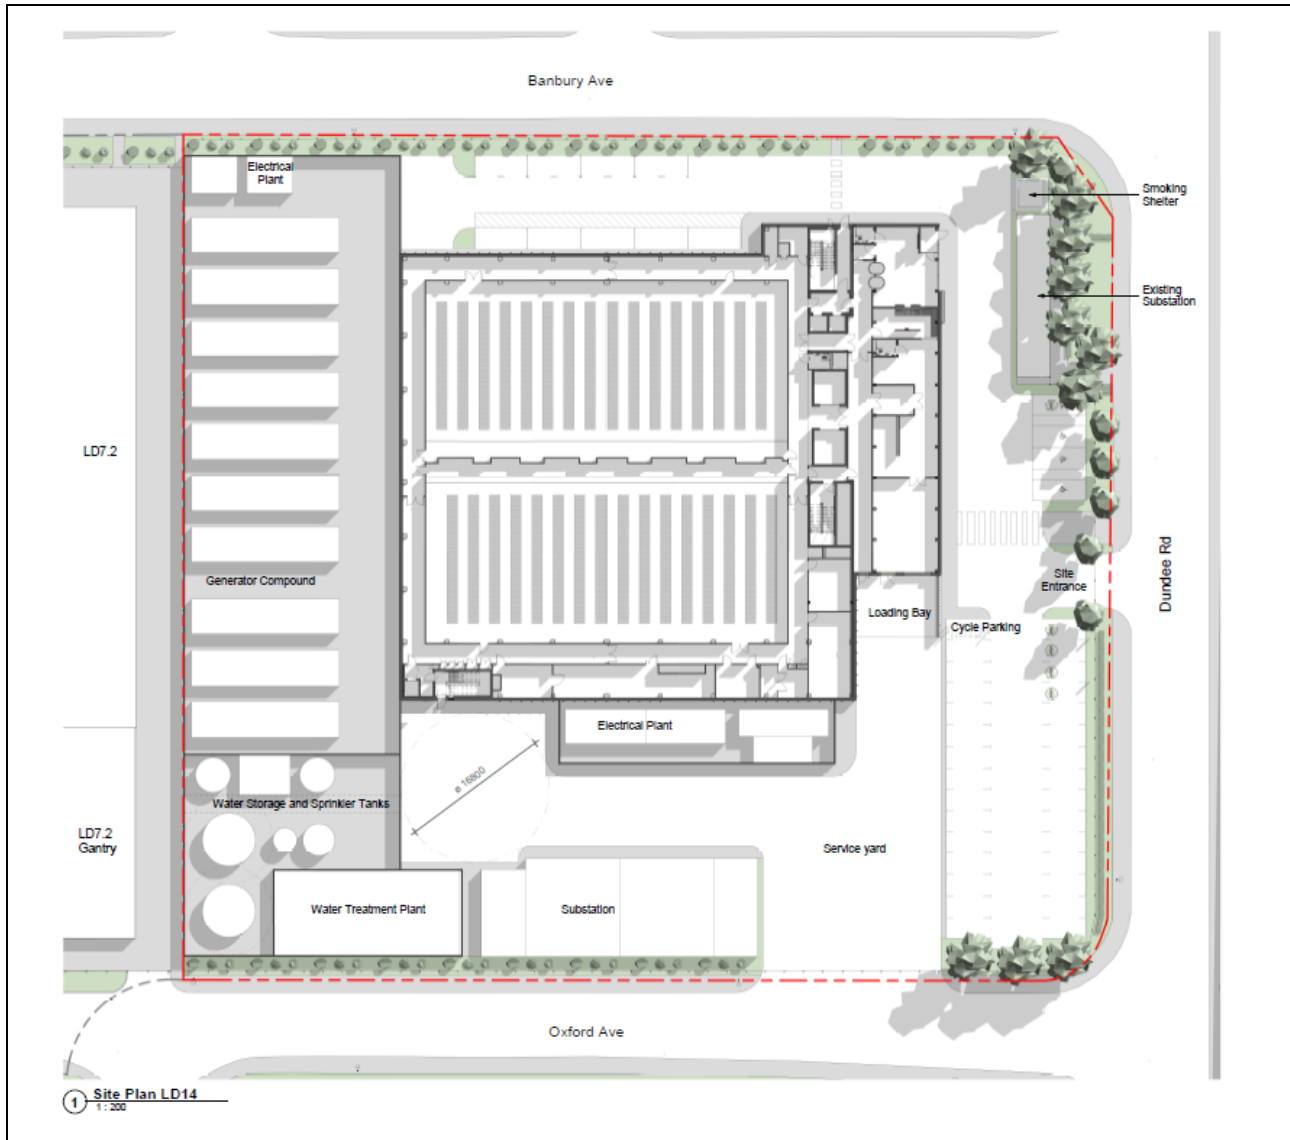 Banbury Ave
Electrical
Plant
Smoking
Shelter
Existing
Substation
LD7.2
Generator Compound
Site
Entrance
Dundee Rd
Loading Bay
Cycle Parking
Electrical Plant
ø 16800
Water Storage and Sprinkler Tanks
LD7.2
Gantry
Service yard
Water Treatment Plant
Substation
Oxford Ave
1
Site Plan LD14
1 : 200